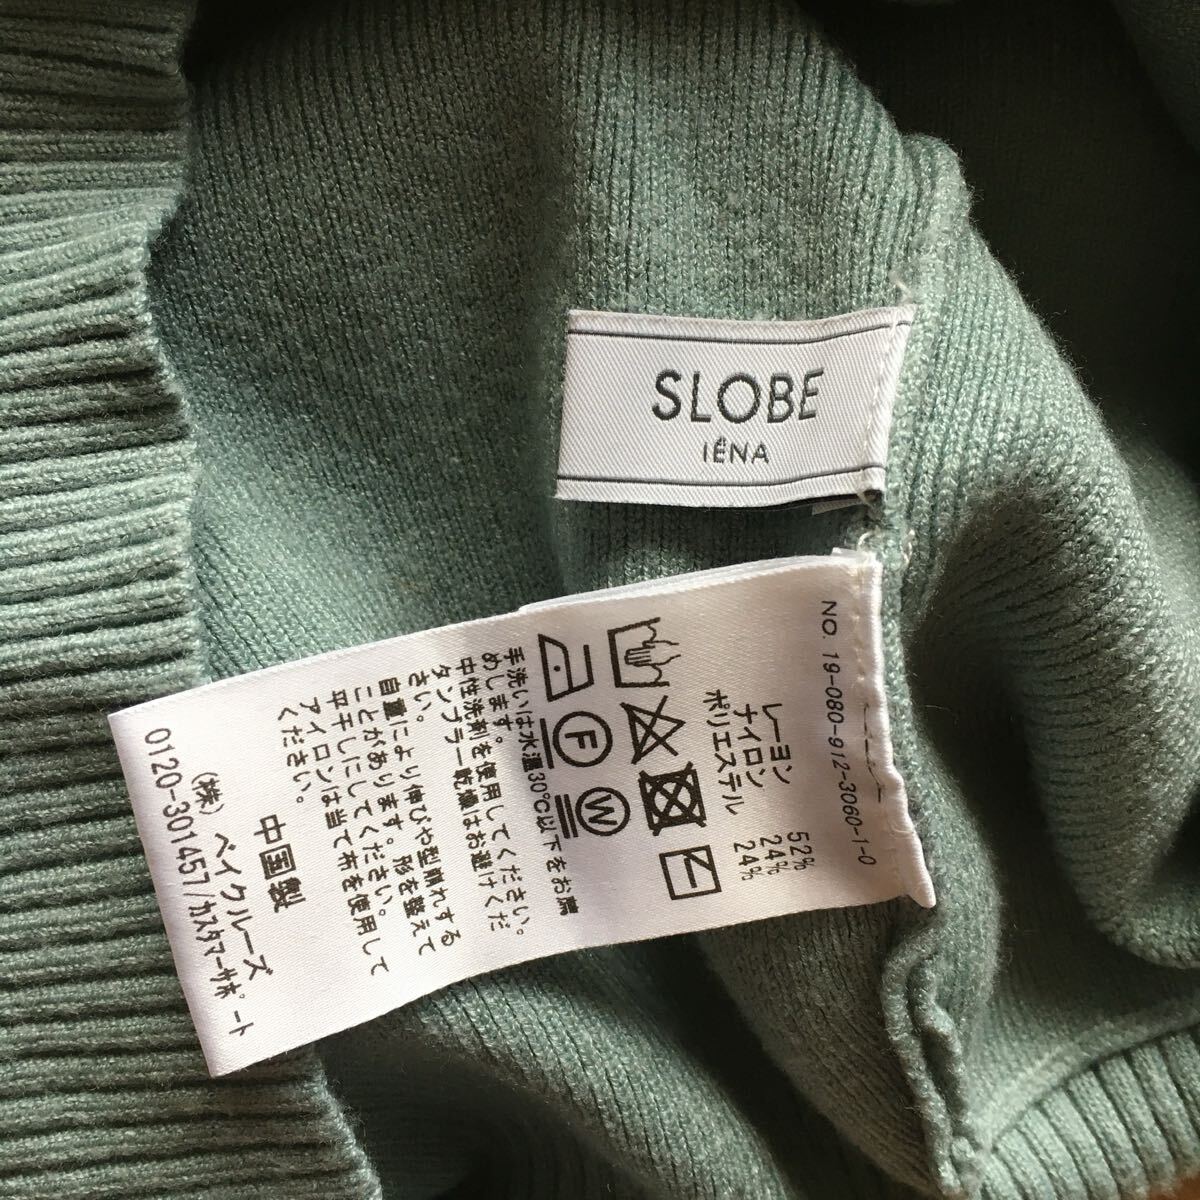 SLOBE
IÉNA
NO. 19-080-912-3060-1-0
レーヨン 52%
ナイロン 24%
ポリエステル 24%
F
W
手洗いは水温30℃以下をお薦
めします。
中性洗剤を使用してください。
タンブラー乾燥はお避けくだ
さい。
自重により伸びや型崩れする
ことがあります。形を整えて
平干しにしてください。
アイロンは当て布を使用して
ください。
中国製
(株) ベイクルーズ
0120-301457/カスタマーサポート